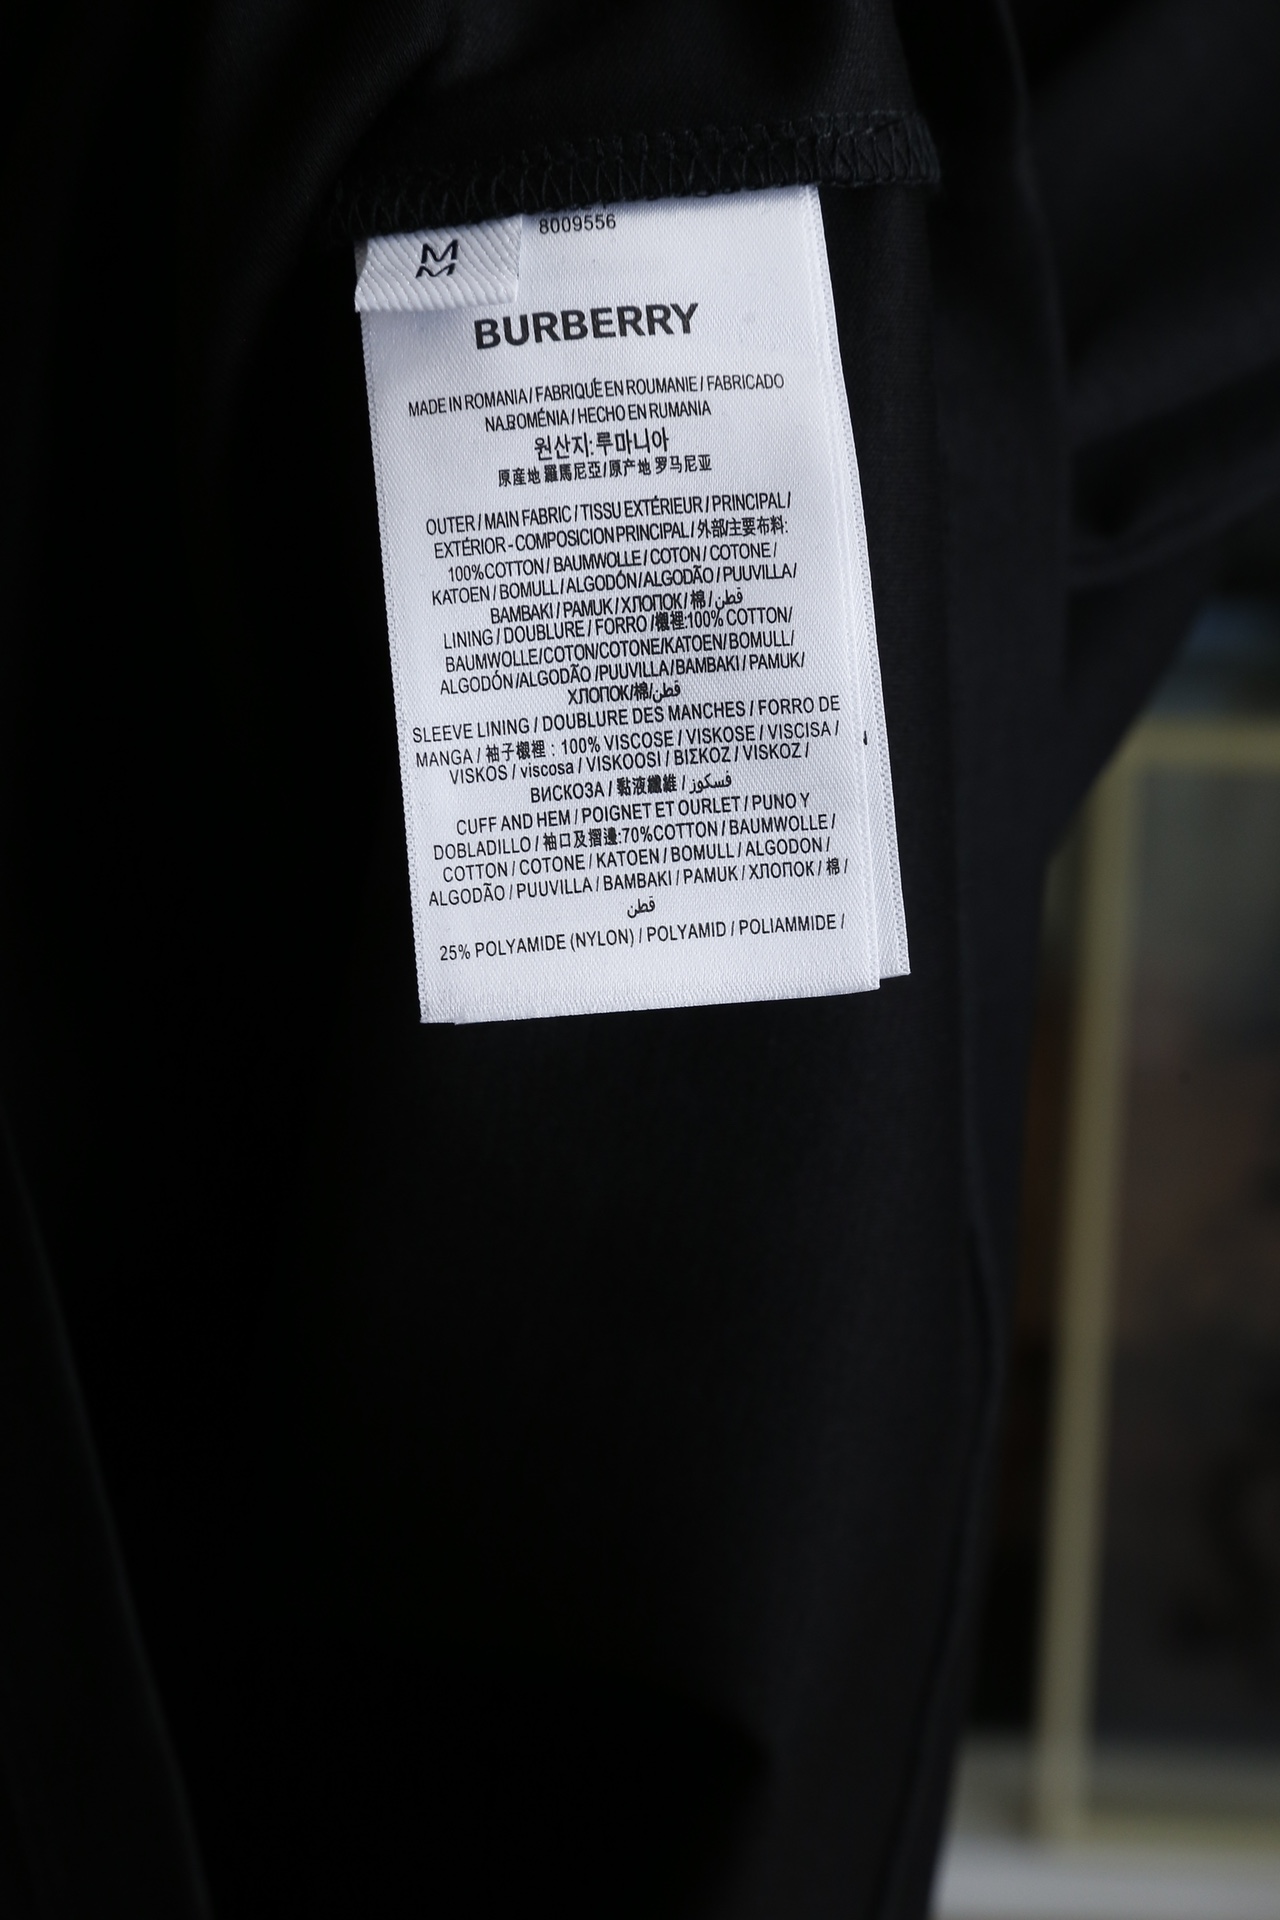 8009556
M
M
BURBERRY
MADE IN ROMANIA / FABRIQUÉ EN ROUMANIE / FABRICADO
NA.BOMÉNIA / HECHO EN RUMANIA
원산지:루마니아
原産地 羅馬尼亞/原产地 罗马尼亚
OUTER / MAIN FABRIC / TISSU EXTÉRIEUR / PRINCIPAL /
EXTÉRIOR - COMPOSICION PRINCIPAL / 外部/主要布料:
100%COTTON / BAUMWOLLE / COTON / COTONE /
KATOEN / BOMULL / ALGODÓN/ALGODÃO / PUUVILLA /
BAMBAKI / PAMUK / ХЛОПОК / 棉 / قطن
LINING / DOUBLURE / FORRO /襯裡:100% COTTON/
BAUMWOLLE/COTON/COTONE/KATOEN/ BOMULL/
ALGODÓN /ALGODÃO /PUUVILLA /BAMBAKI / PAMUK/
ХЛОПОК/棉/قطن
SLEEVE LINING / DOUBLURE DES MANCHES / FORRO DE
MANGA / 袖子襯裡 : 100% VISCOSE / VISKOSE / VISCISA /
VISKOS / viscosa / VISKOOSI / ΒΙΣΚΟΖ / VISKOZ /
ВИСКОЗА / 黏液纖維 / فسكوز
CUFF AND HEM / POIGNET ET OURLET / PUNO Y
DOBLADILLO / 袖口及摺邊:70%COTTON / BAUMWOLLE /
COTTON / COTONE / KATOEN / BOMULL / ALGODON /
ALGODÃO / PUUVILLA / BAMBAKI / PAMUK / ХЛОПОК / 棉 /
قطن
25% POLYAMIDE (NYLON) / POLYAMID / POLIAMMIDE /